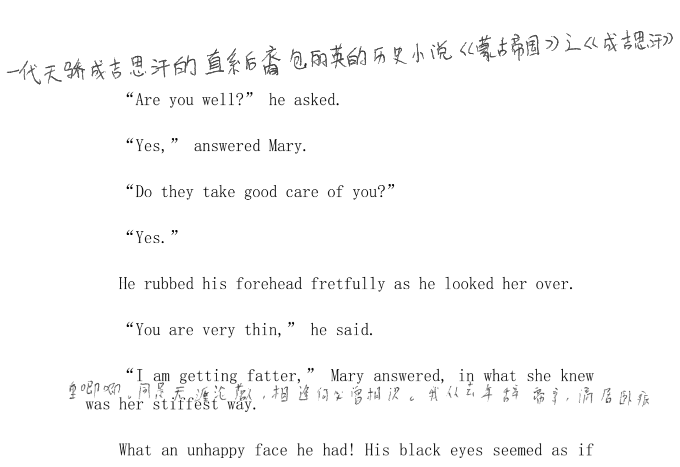 一代天骄成吉思汗的直系后裔包丽英的历史小说《《蒙古帝国》》之《《成吉思汗》》
“Are you well?” he asked.
“Yes,” answered Mary.
“Do they take good care of you?”
“Yes.”
He rubbed his forehead fretfully as he looked her over.
“You are very thin,” he said.
“I am getting fatter,” Mary answered, in what she knew
重唧唧。同是天涯沦落人,相逢何必曾相识。我从去年辞帝京,谪居卧病
was her stiffest way.
What an unhappy face he had! His black eyes seemed as if